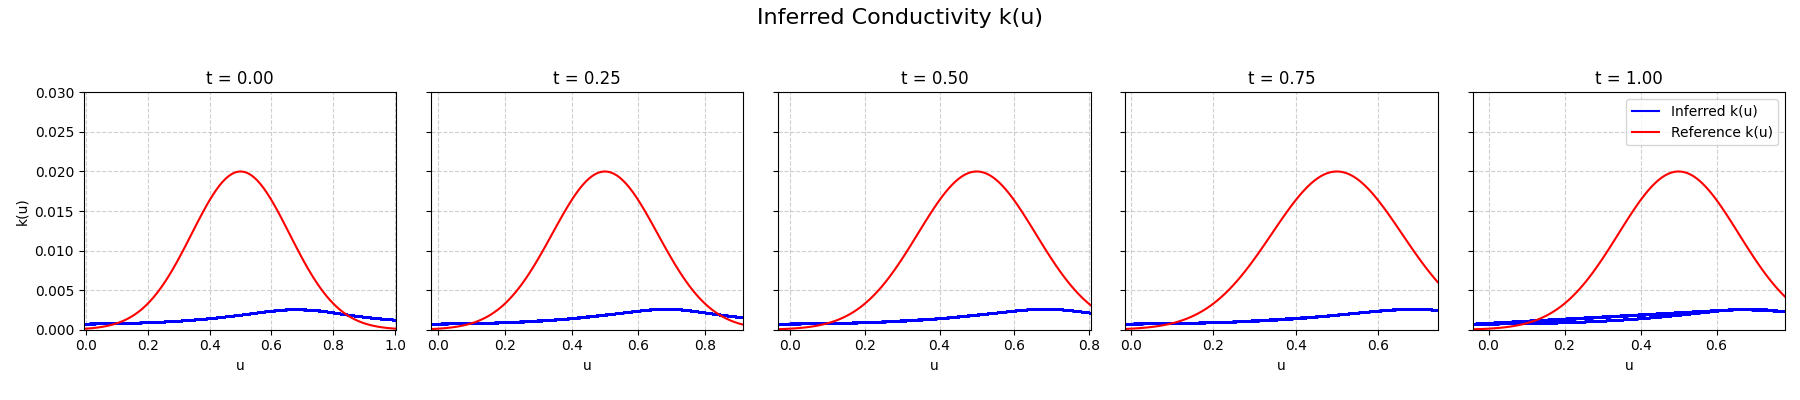 Inferred Conductivity k(u)
t = 0.00
t = 0.25
t = 0.50
t = 0.75
t = 1.00
Inferred k(u)
Reference k(u)
k(u)
0.030
0.025
0.020
0.015
0.010
0.005
0.000
0.0 0.2 0.4 0.6 0.8 1.0
u
0.0 0.2 0.4 0.6 0.8
u
0.0 0.2 0.4 0.6 0.8
u
0.0 0.2 0.4 0.6
u
0.0 0.2 0.4 0.6
u